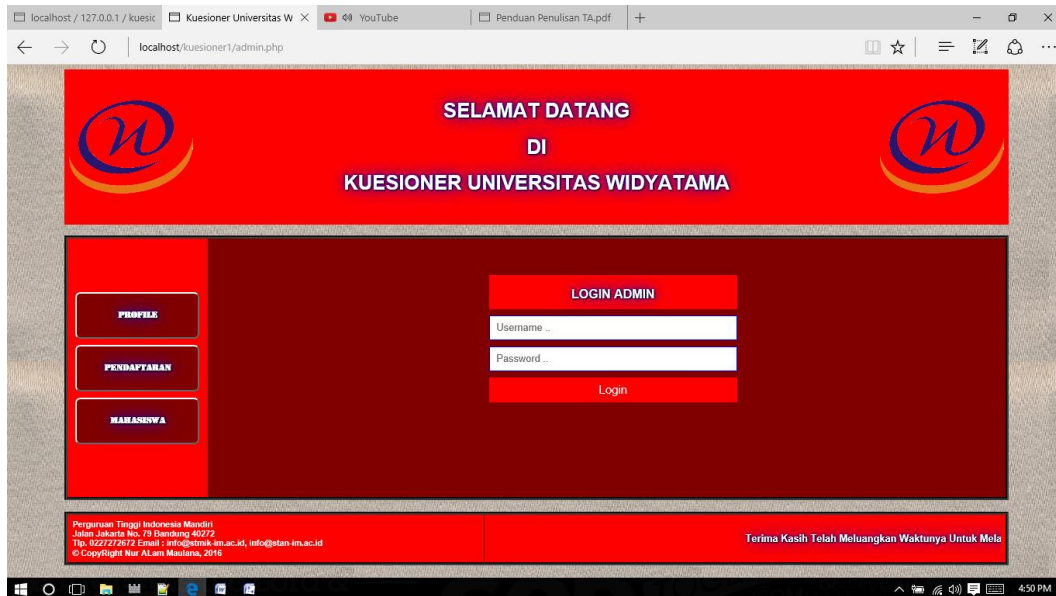 localhost / 127.0.0.1 / kuesic
Kuesioner Universitas W
YouTube
Penduan Penulisan TA.pdf
localhost/kuesioner1/admin.php
SELAMAT DATANG
DI
KUESIONER UNIVERSITAS WIDYATAMA
PROFILE
PENDAFTARAN
MAHASISWA
LOGIN ADMIN
Username ..
Password ..
Login
Perguruan Tinggi Indonesia Mandiri
Jalan Jakarta No. 79 Bandung 40272
Tlp. 0227272672 Email : info@stmik-im.ac.id, info@stan-im.ac.id
© CopyRight Nur ALam Maulana, 2016
Terima Kasih Telah Meluangkan Waktunya Untuk Mela
4:50 PM